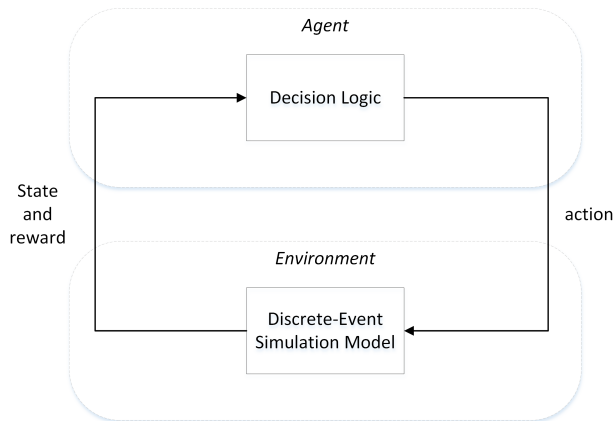 Agent
Decision Logic
State
and
reward
action
Environment
Discrete-Event
Simulation Model